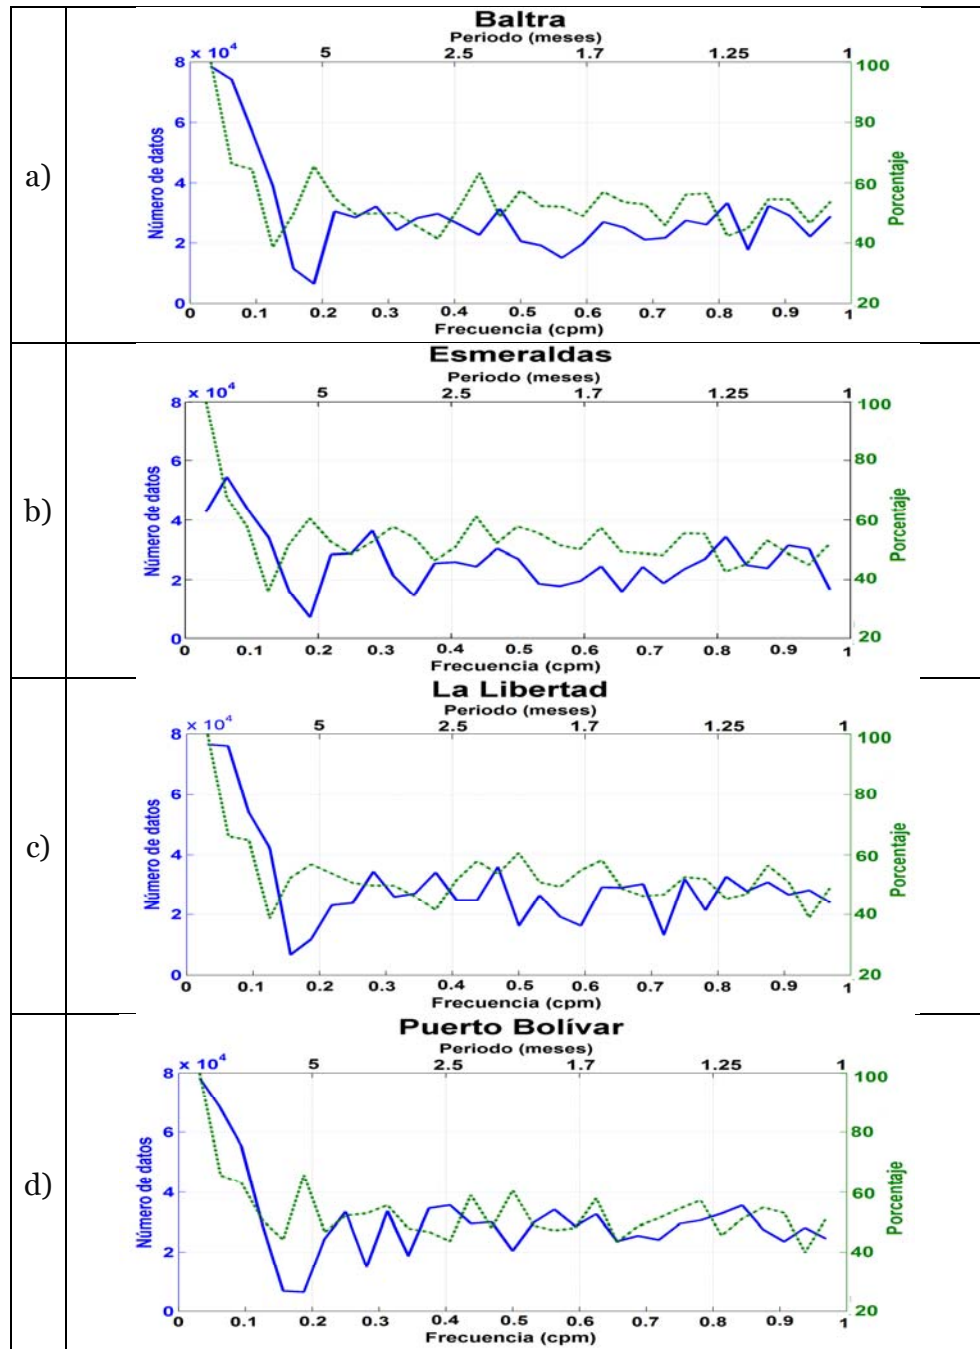 a)
Baltra
Periodo (meses)
x 10⁴ 5 2.5 1.7 1.25 1
8 6 4 2 0
Número de datos
100 80 60 40 20
Porcentaje
0 0.1 0.2 0.3 0.4 0.5 0.6 0.7 0.8 0.9 1
Frecuencia (cpm)
b)
Esmeraldas
Periodo (meses)
x 10⁴ 5 2.5 1.7 1.25 1
8 6 4 2 0
Número de datos
100 80 60 40 20
Porcentaje
0 0.1 0.2 0.3 0.4 0.5 0.6 0.7 0.8 0.9 1
Frecuencia (cpm)
c)
La Libertad
Periodo (meses)
x 10⁴ 5 2.5 1.7 1.25 1
8 6 4 2 0
Número de datos
100 80 60 40 20
Porcentaje
0 0.1 0.2 0.3 0.4 0.5 0.6 0.7 0.8 0.9 1
Frecuencia (cpm)
d)
Puerto Bolívar
Periodo (meses)
x 10⁴ 5 2.5 1.7 1.25 1
8 6 4 2 0
Número de datos
100 80 60 40 20
Porcentaje
0 0.1 0.2 0.3 0.4 0.5 0.6 0.7 0.8 0.9 1
Frecuencia (cpm)